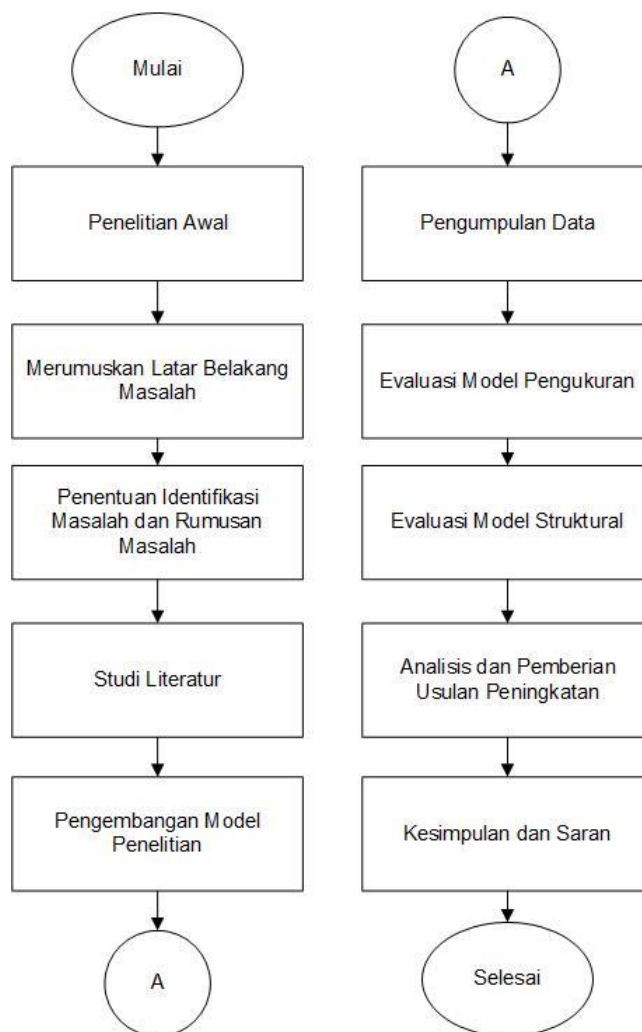 Mulai
Penelitian Awal
Merumuskan Latar Belakang
Masalah
Penentuan Identifikasi
Masalah dan Rumusan
Masalah
Studi Literatur
Pengembangan Model
Penelitian
A
A
Pengumpulan Data
Evaluasi Model Pengukuran
Evaluasi Model Struktural
Analisis dan Pemberian
Usulan Peningkatan
Kesimpulan dan Saran
Selesai